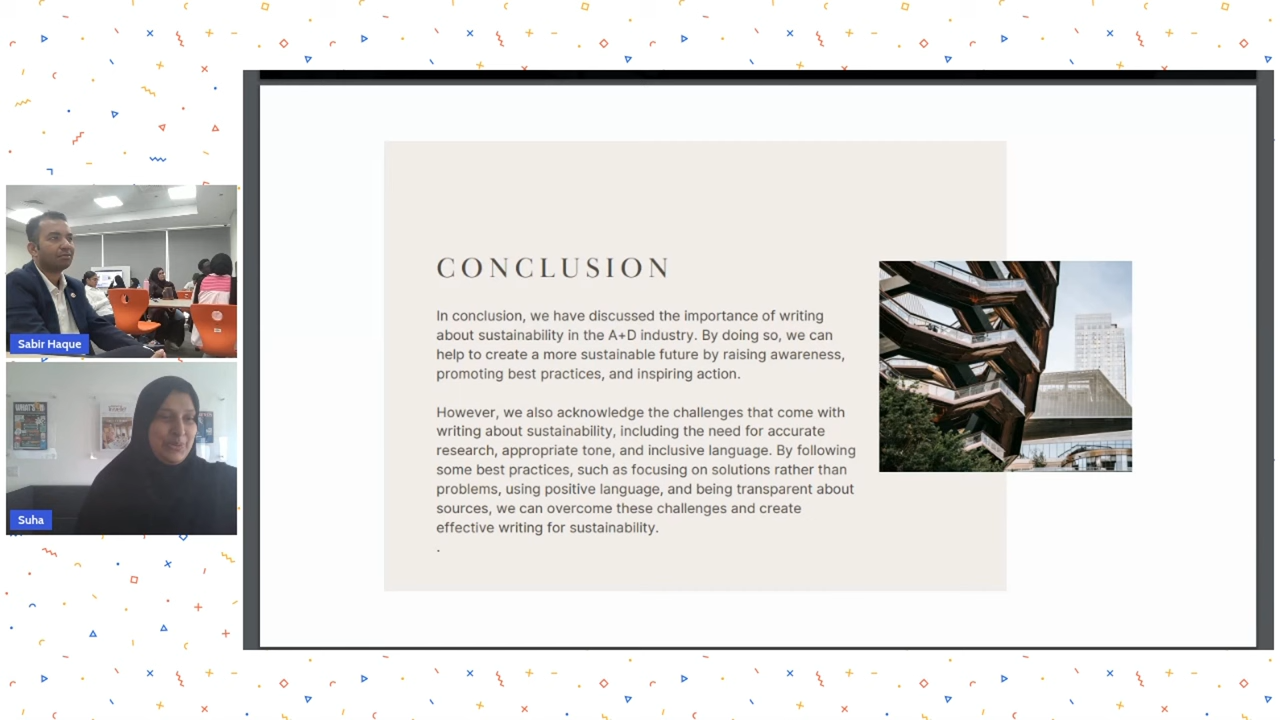 Sabir Haque
WHAT'S
Suha
CONCLUSION
In conclusion, we have discussed the importance of writing
about sustainability in the A+D industry. By doing so, we can
help to create a more sustainable future by raising awareness,
promoting best practices, and inspiring action.
However, we also acknowledge the challenges that come with
writing about sustainability, including the need for accurate
research, appropriate tone, and inclusive language. By following
some best practices, such as focusing on solutions rather than
problems, using positive language, and being transparent about
sources, we can overcome these challenges and create
effective writing for sustainability.
.